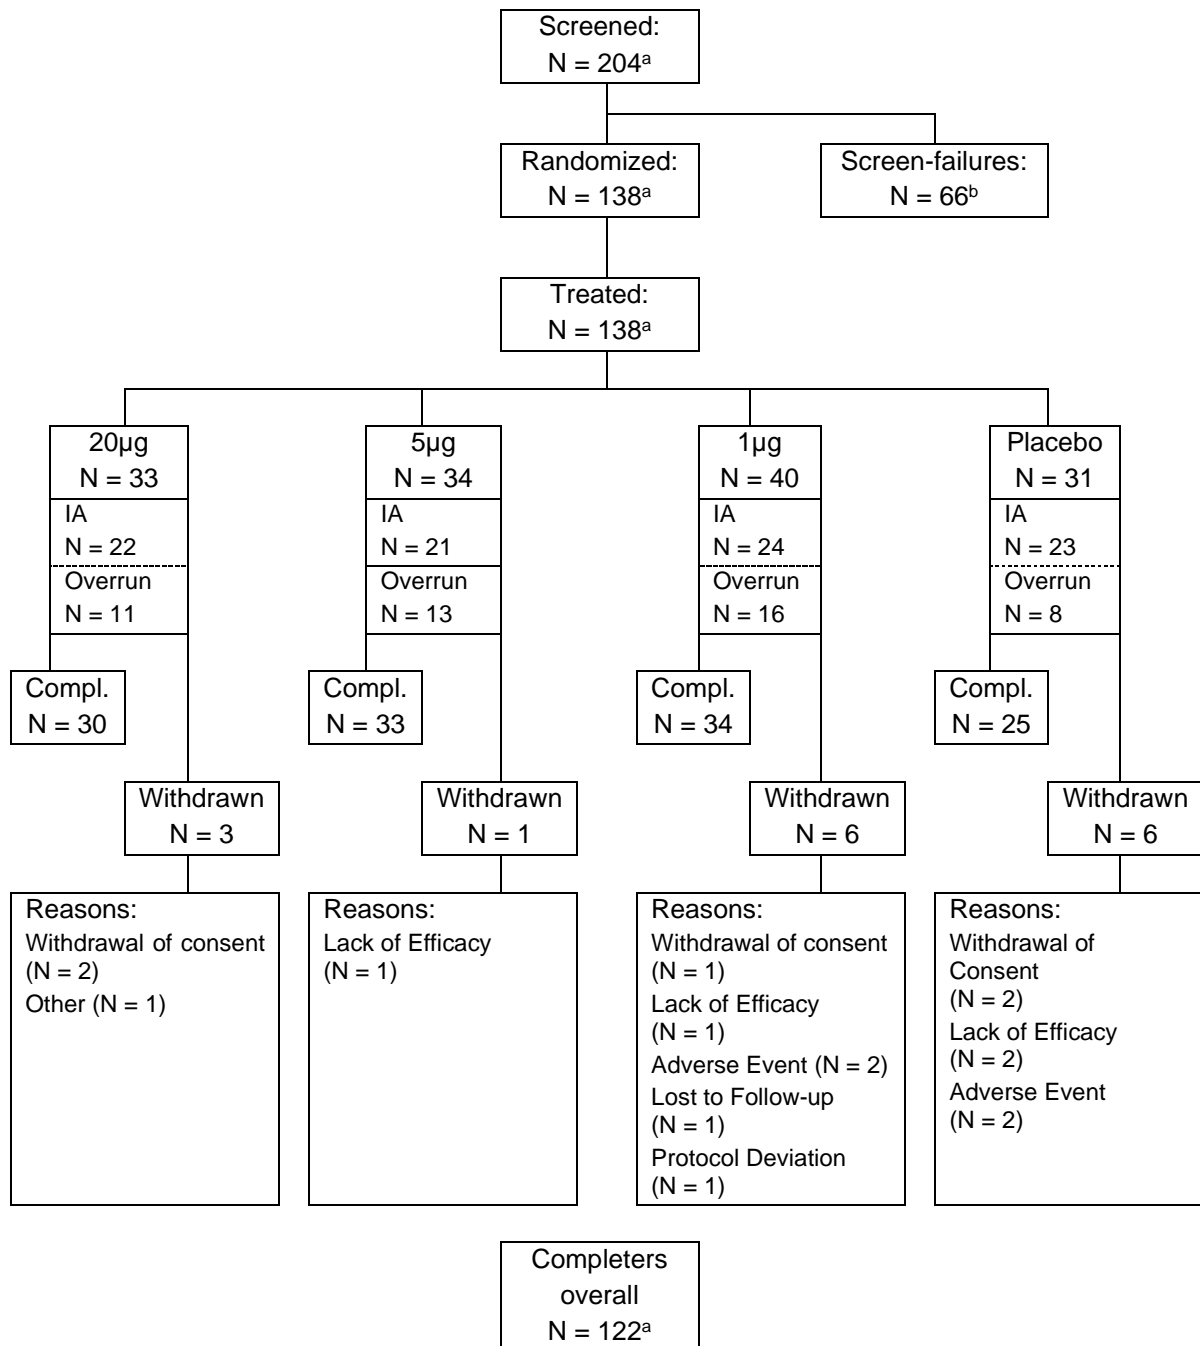 Screened:
N = 204ᵃ
Randomized:
N = 138ᵃ
Screen-failures:
N = 66ᵇ
Treated:
N = 138ᵃ
20µg
N = 33
IA
N = 22
Overrun
N = 11
5µg
N = 34
IA
N = 21
Overrun
N = 13
1µg
N = 40
IA
N = 24
Overrun
N = 16
Placebo
N = 31
IA
N = 23
Overrun
N = 8
Compl.
N = 30
Compl.
N = 33
Compl.
N = 34
Compl.
N = 25
Withdrawn
N = 3
Withdrawn
N = 1
Withdrawn
N = 6
Withdrawn
N = 6
Reasons:
Withdrawal of consent
(N = 2)
Other (N = 1)
Reasons:
Lack of Efficacy
(N = 1)
Reasons:
Withdrawal of consent
(N = 1)
Lack of Efficacy
(N = 1)
Adverse Event (N = 2)
Lost to Follow-up
(N = 1)
Protocol Deviation
(N = 1)
Reasons:
Withdrawal of
Consent
(N = 2)
Lack of Efficacy
(N = 2)
Adverse Event
(N = 2)
Completers
overall
N = 122ᵃ